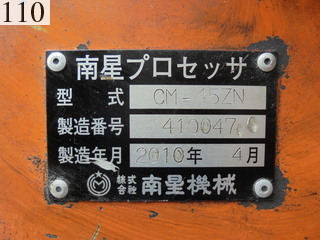 110
南星プロセッサ
型式 CM-45ZN
製造番号 410047
製造年月 2010年 4月
株式会社 南星機械